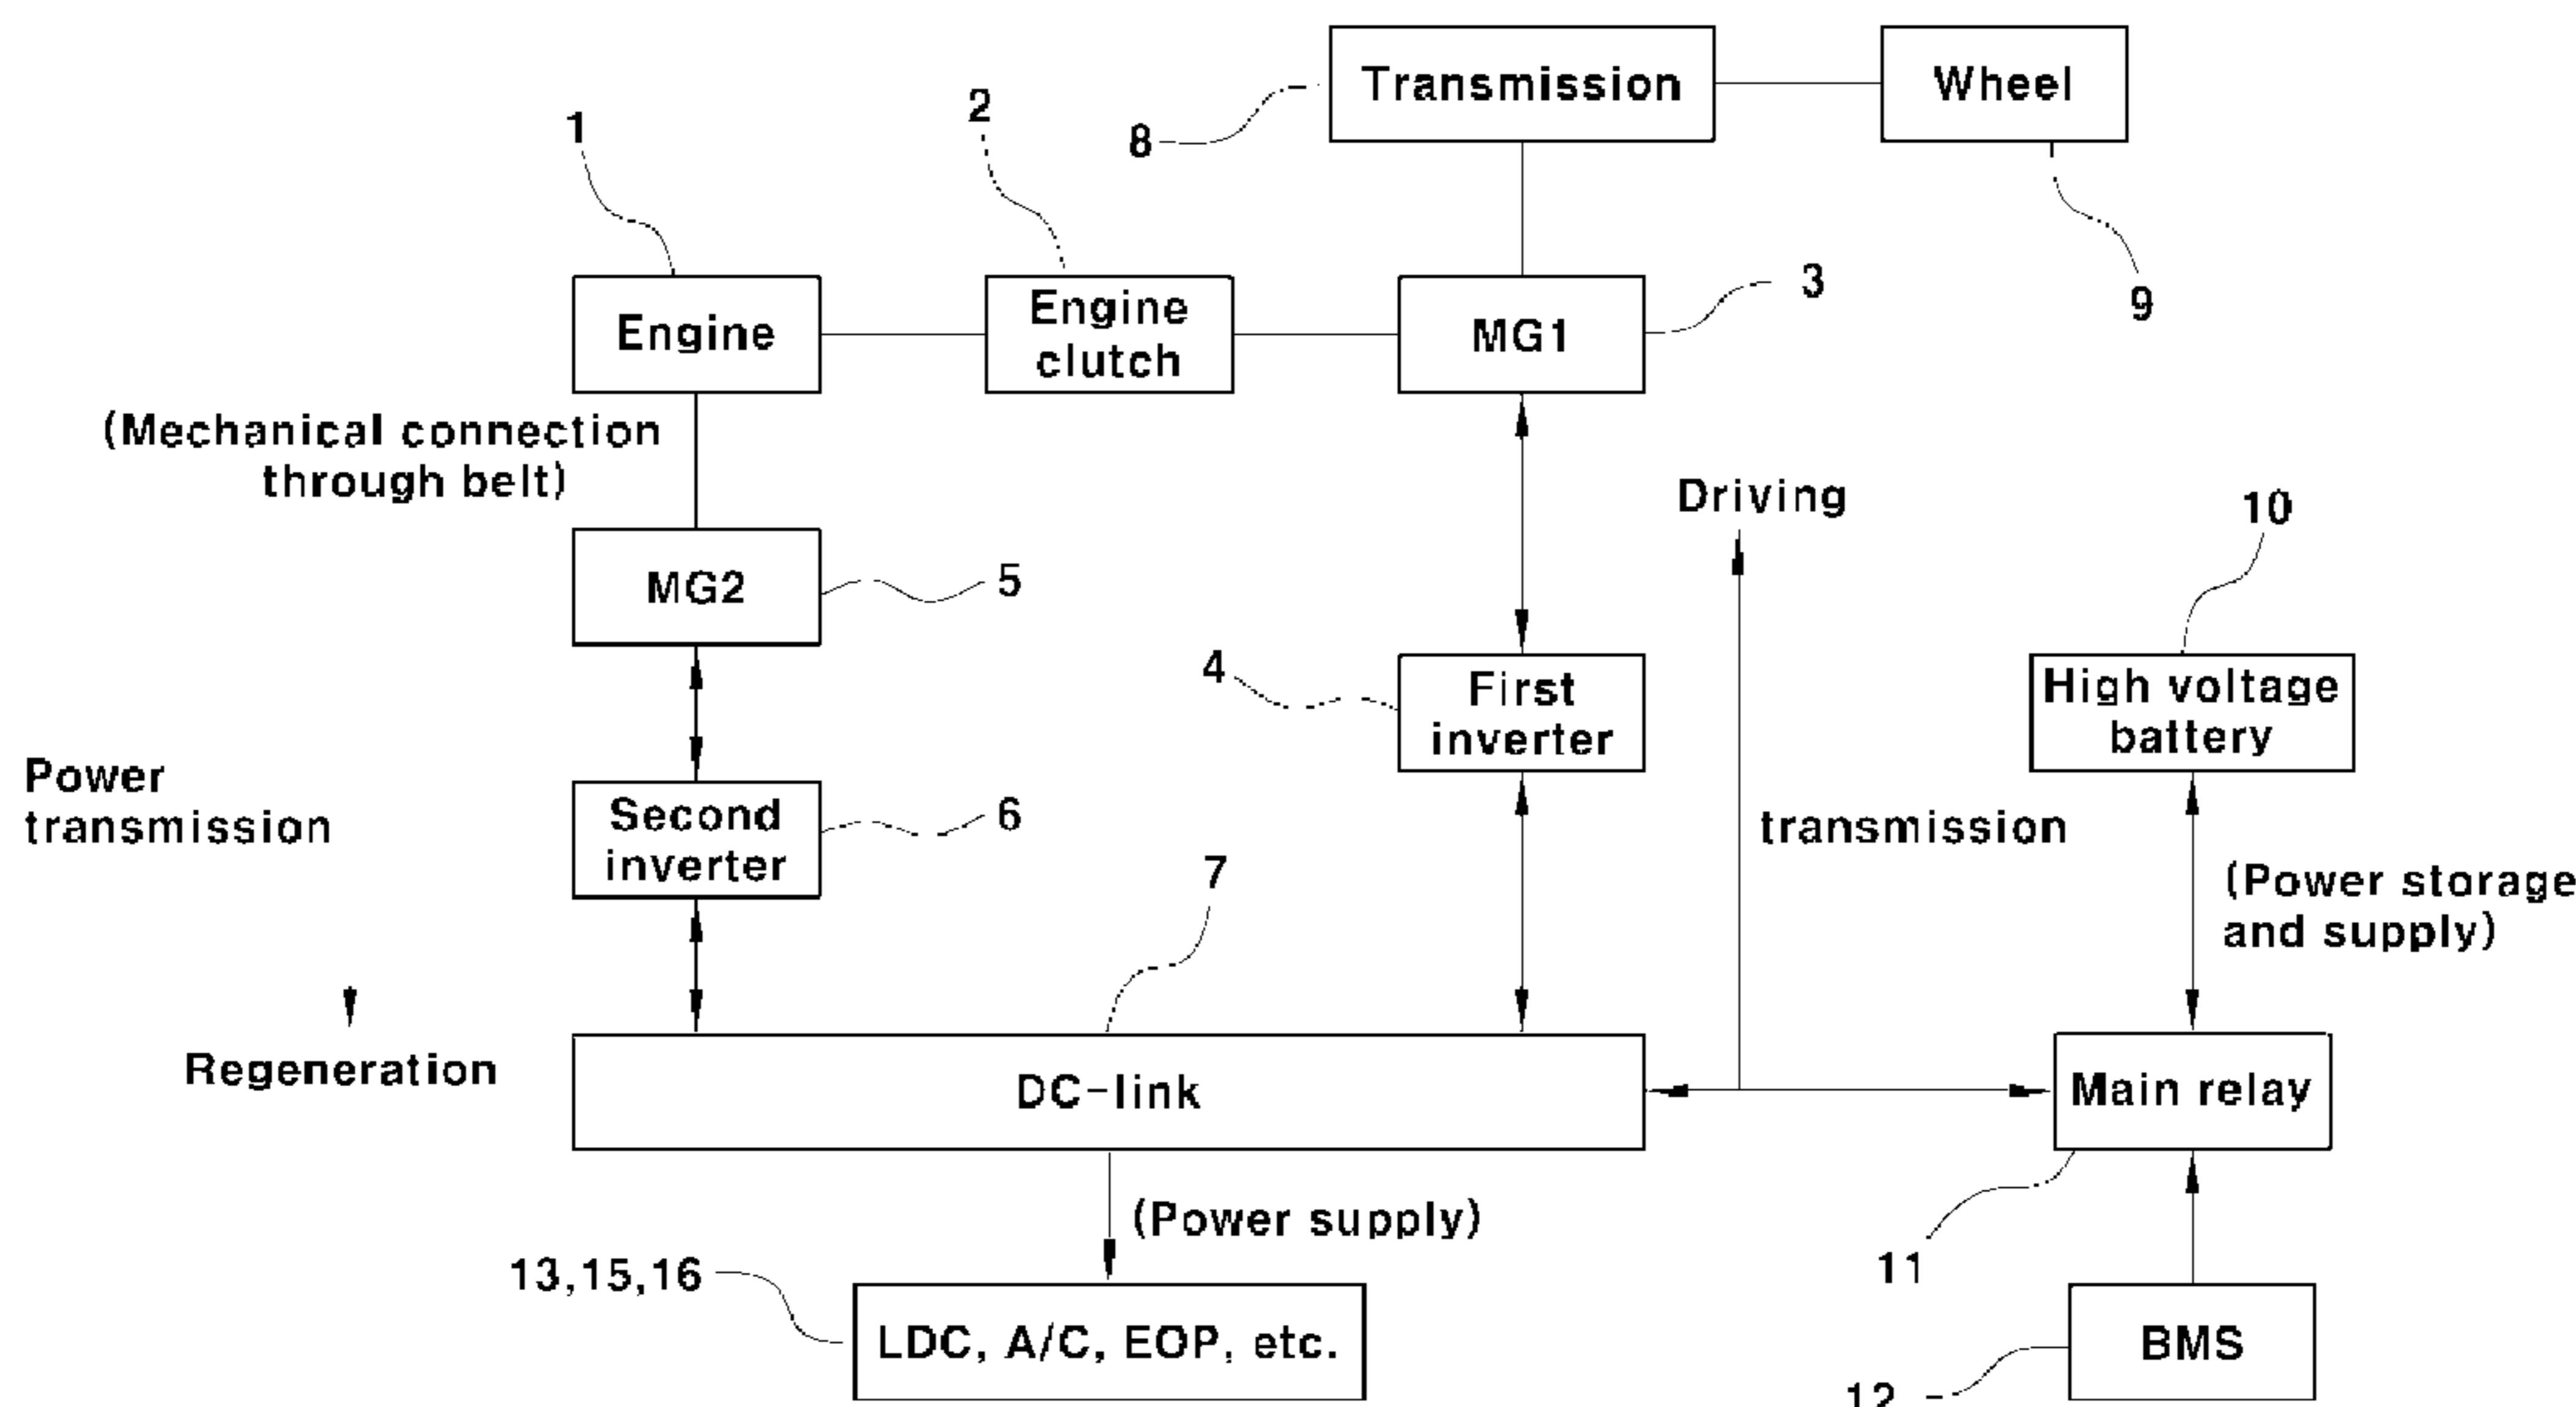 Transmission
Wheel
1
2
8
Engine
Engine
clutch
MG1
3
9
(Mechanical connection
through belt)
Driving
10
MG2
5
4
First
inverter
High voltage
battery
Power
transmission
Second
inverter
6
transmission
7
(Power storage
and supply)
Regeneration
DC-link
Main relay
(Power supply)
13,15,16
11
LDC, A/C, EOP, etc.
BMS
12